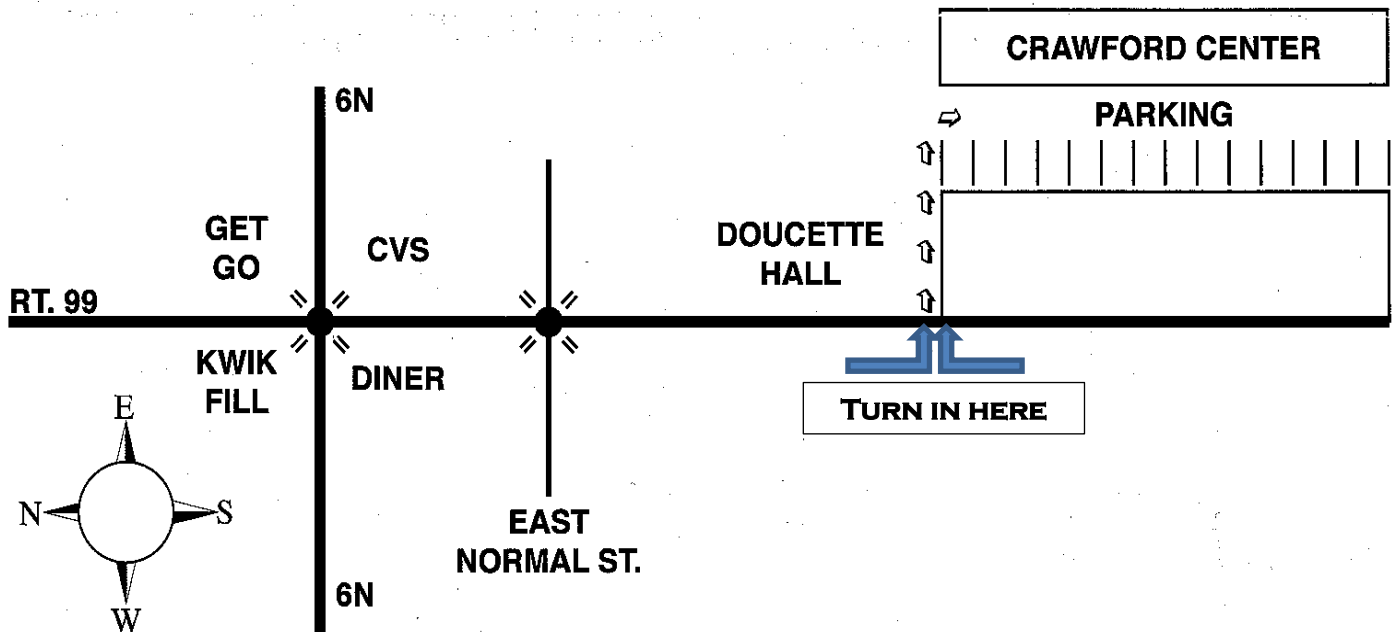 CRAWFORD CENTER
6N
PARKING
GET
GO
CVS
DOUCETTE
HALL
RT. 99
KWIK
FILL
DINER
TURN IN HERE
E
N
S
W
EAST
NORMAL ST.
6N